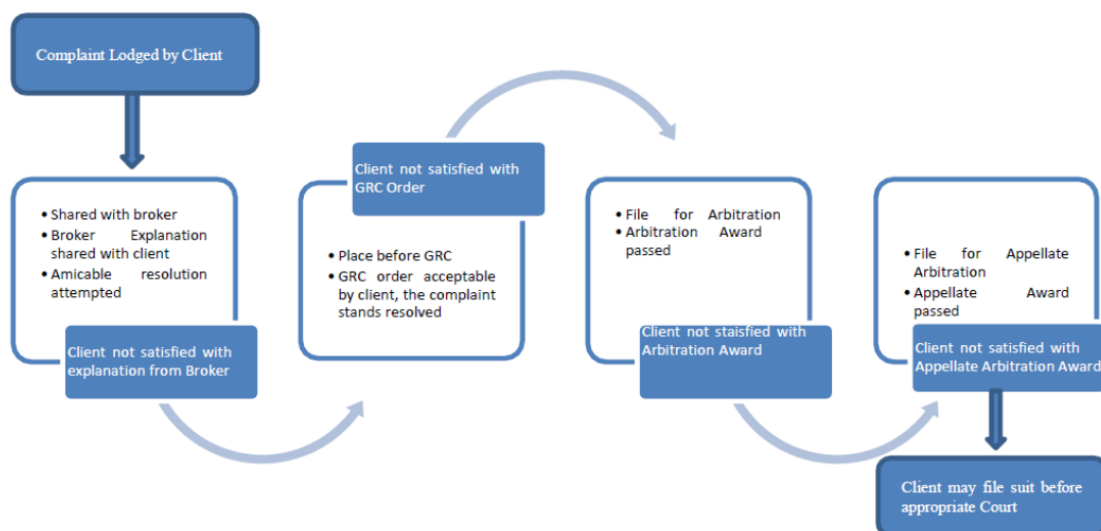 Complaint Lodged by Client
• Shared with broker
• Broker Explanation
shared with client
• Amicable resolution
attempted
Client not satisfied with
explanation from Broker
Client not satisfied with
GRC Order
• Place before GRC
• GRC order acceptable
by client, the complaint
stands resolved
• File for Arbitration
• Arbitration Award
passed
Client not staisfied with
Arbitration Award
• File for Appellate
Arbitration
• Appellate Award
passed
Client not satisfied with
Appellate Arbitration Award
Client may file suit before
appropriate Court